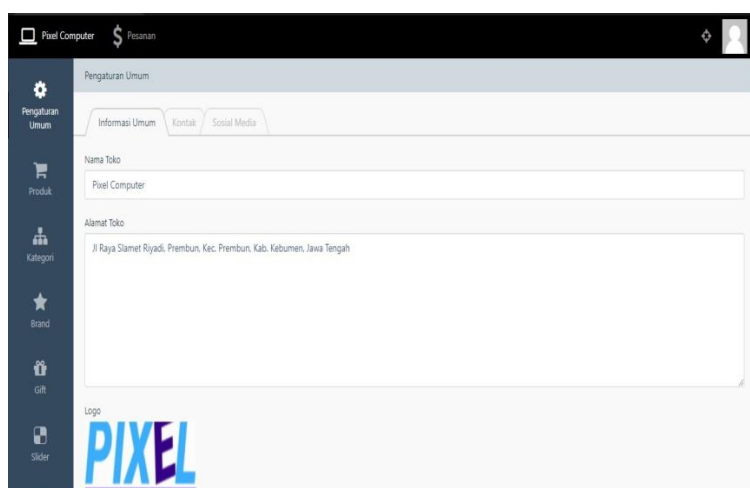 Pixel Computer
Pesanan
Pengaturan Umum
Pengaturan
Umum
Informasi Umum
Kontak
Sosial Media
Nama Toko
Pixel Computer
Produk
Alamat Toko
Jl Raya Slamet Riyadi, Prembun, Kec. Prembun, Kab. Kebumen, Jawa Tengah
Kategori
Brand
Gift
Logo
PIXEL
Slider